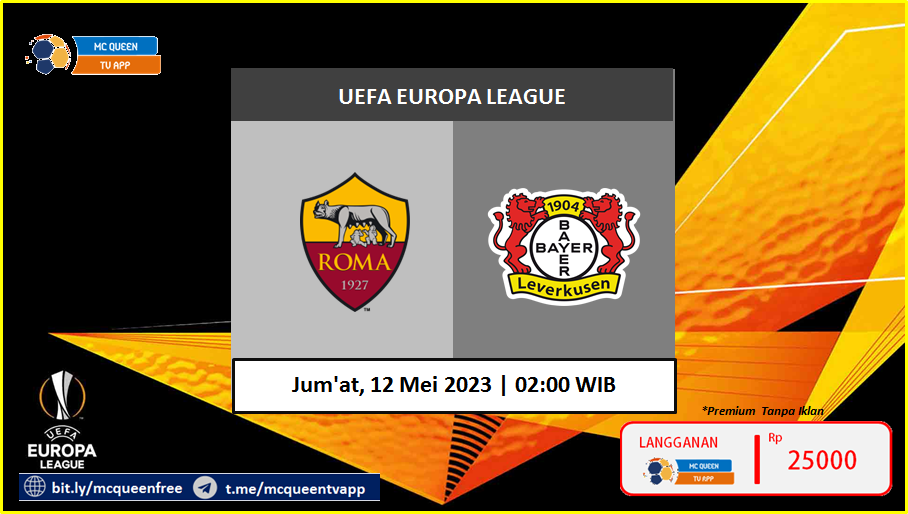 MC QUEEN
TV APP
UEFA EUROPA LEAGUE
ROMA
1927
TM
1904
BAYER
BAYER
Leverkusen
Jum'at, 12 Mei 2023 | 02:00 WIB
*Premium Tanpa Iklan
UEFA
EUROPA
LEAGUE
LANGGANAN
MC QUEEN
TV APP
Rp
25000
bit.ly/mcqueenfree
t.me/mcqueentvapp